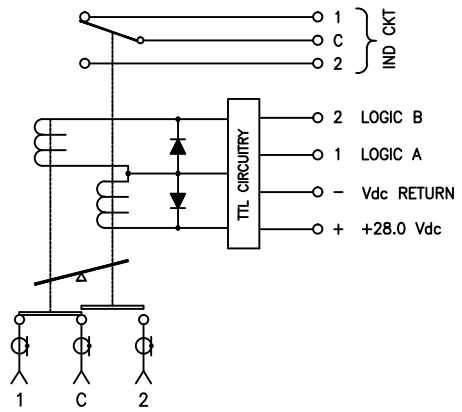 1
C
2
IND CKT
2 LOGIC B
1 LOGIC A
− Vdc RETURN
+ +28.0 Vdc
TTL CIRCUITRY
1 C 2